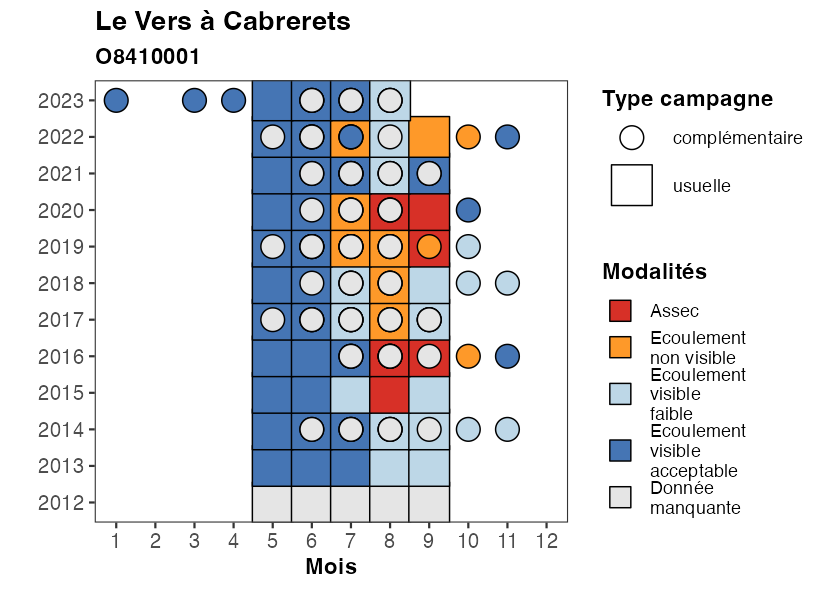 Le Vers à Cabrerets
O8410001
2023
2022
2021
2020
2019
2018
2017
2016
2015
2014
2013
2012
1 2 3 4 5 6 7 8 9 10 11 12
Mois
Type campagne
complémentaire
usuelle
Modalités
Assec
Ecoulement
non visible
Ecoulement
visible
faible
Ecoulement
visible
acceptable
Donnée
manquante